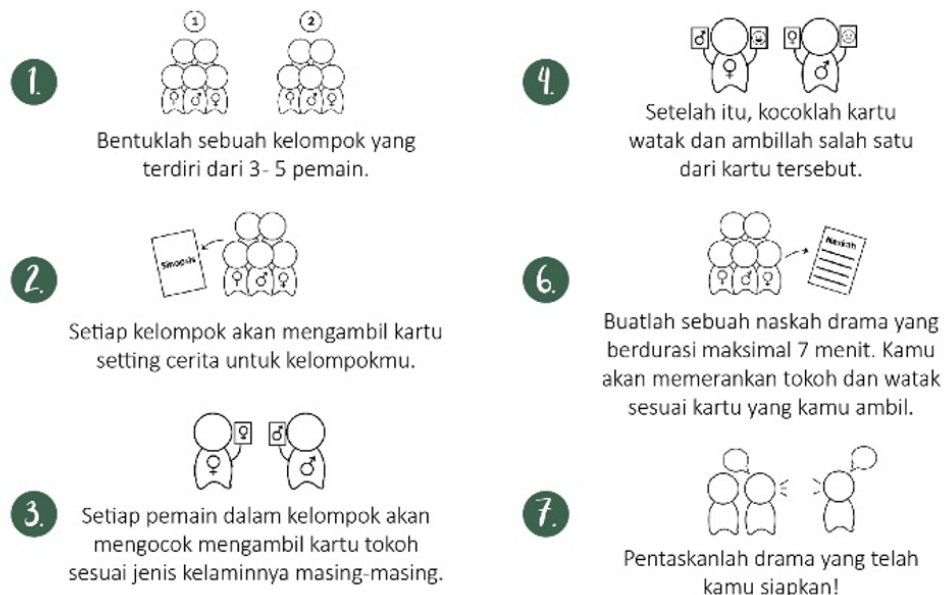 1
2
1.
Bentuklah sebuah kelompok yang
terdiri dari 3- 5 pemain.
Sinopsis
2.
Setiap kelompok akan mengambil kartu
setting cerita untuk kelompokmu.
3.
Setiap pemain dalam kelompok akan
mengocok mengambil kartu tokoh
sesuai jenis kelaminnya masing-masing.
4.
Setelah itu, kocoklah kartu
watak dan ambillah salah satu
dari kartu tersebut.
Naskah
6.
Buatlah sebuah naskah drama yang
berdurasi maksimal 7 menit. Kamu
akan memerankan tokoh dan watak
sesuai kartu yang kamu ambil.
7.
Pentaskanlah drama yang telah
kamu siapkan!